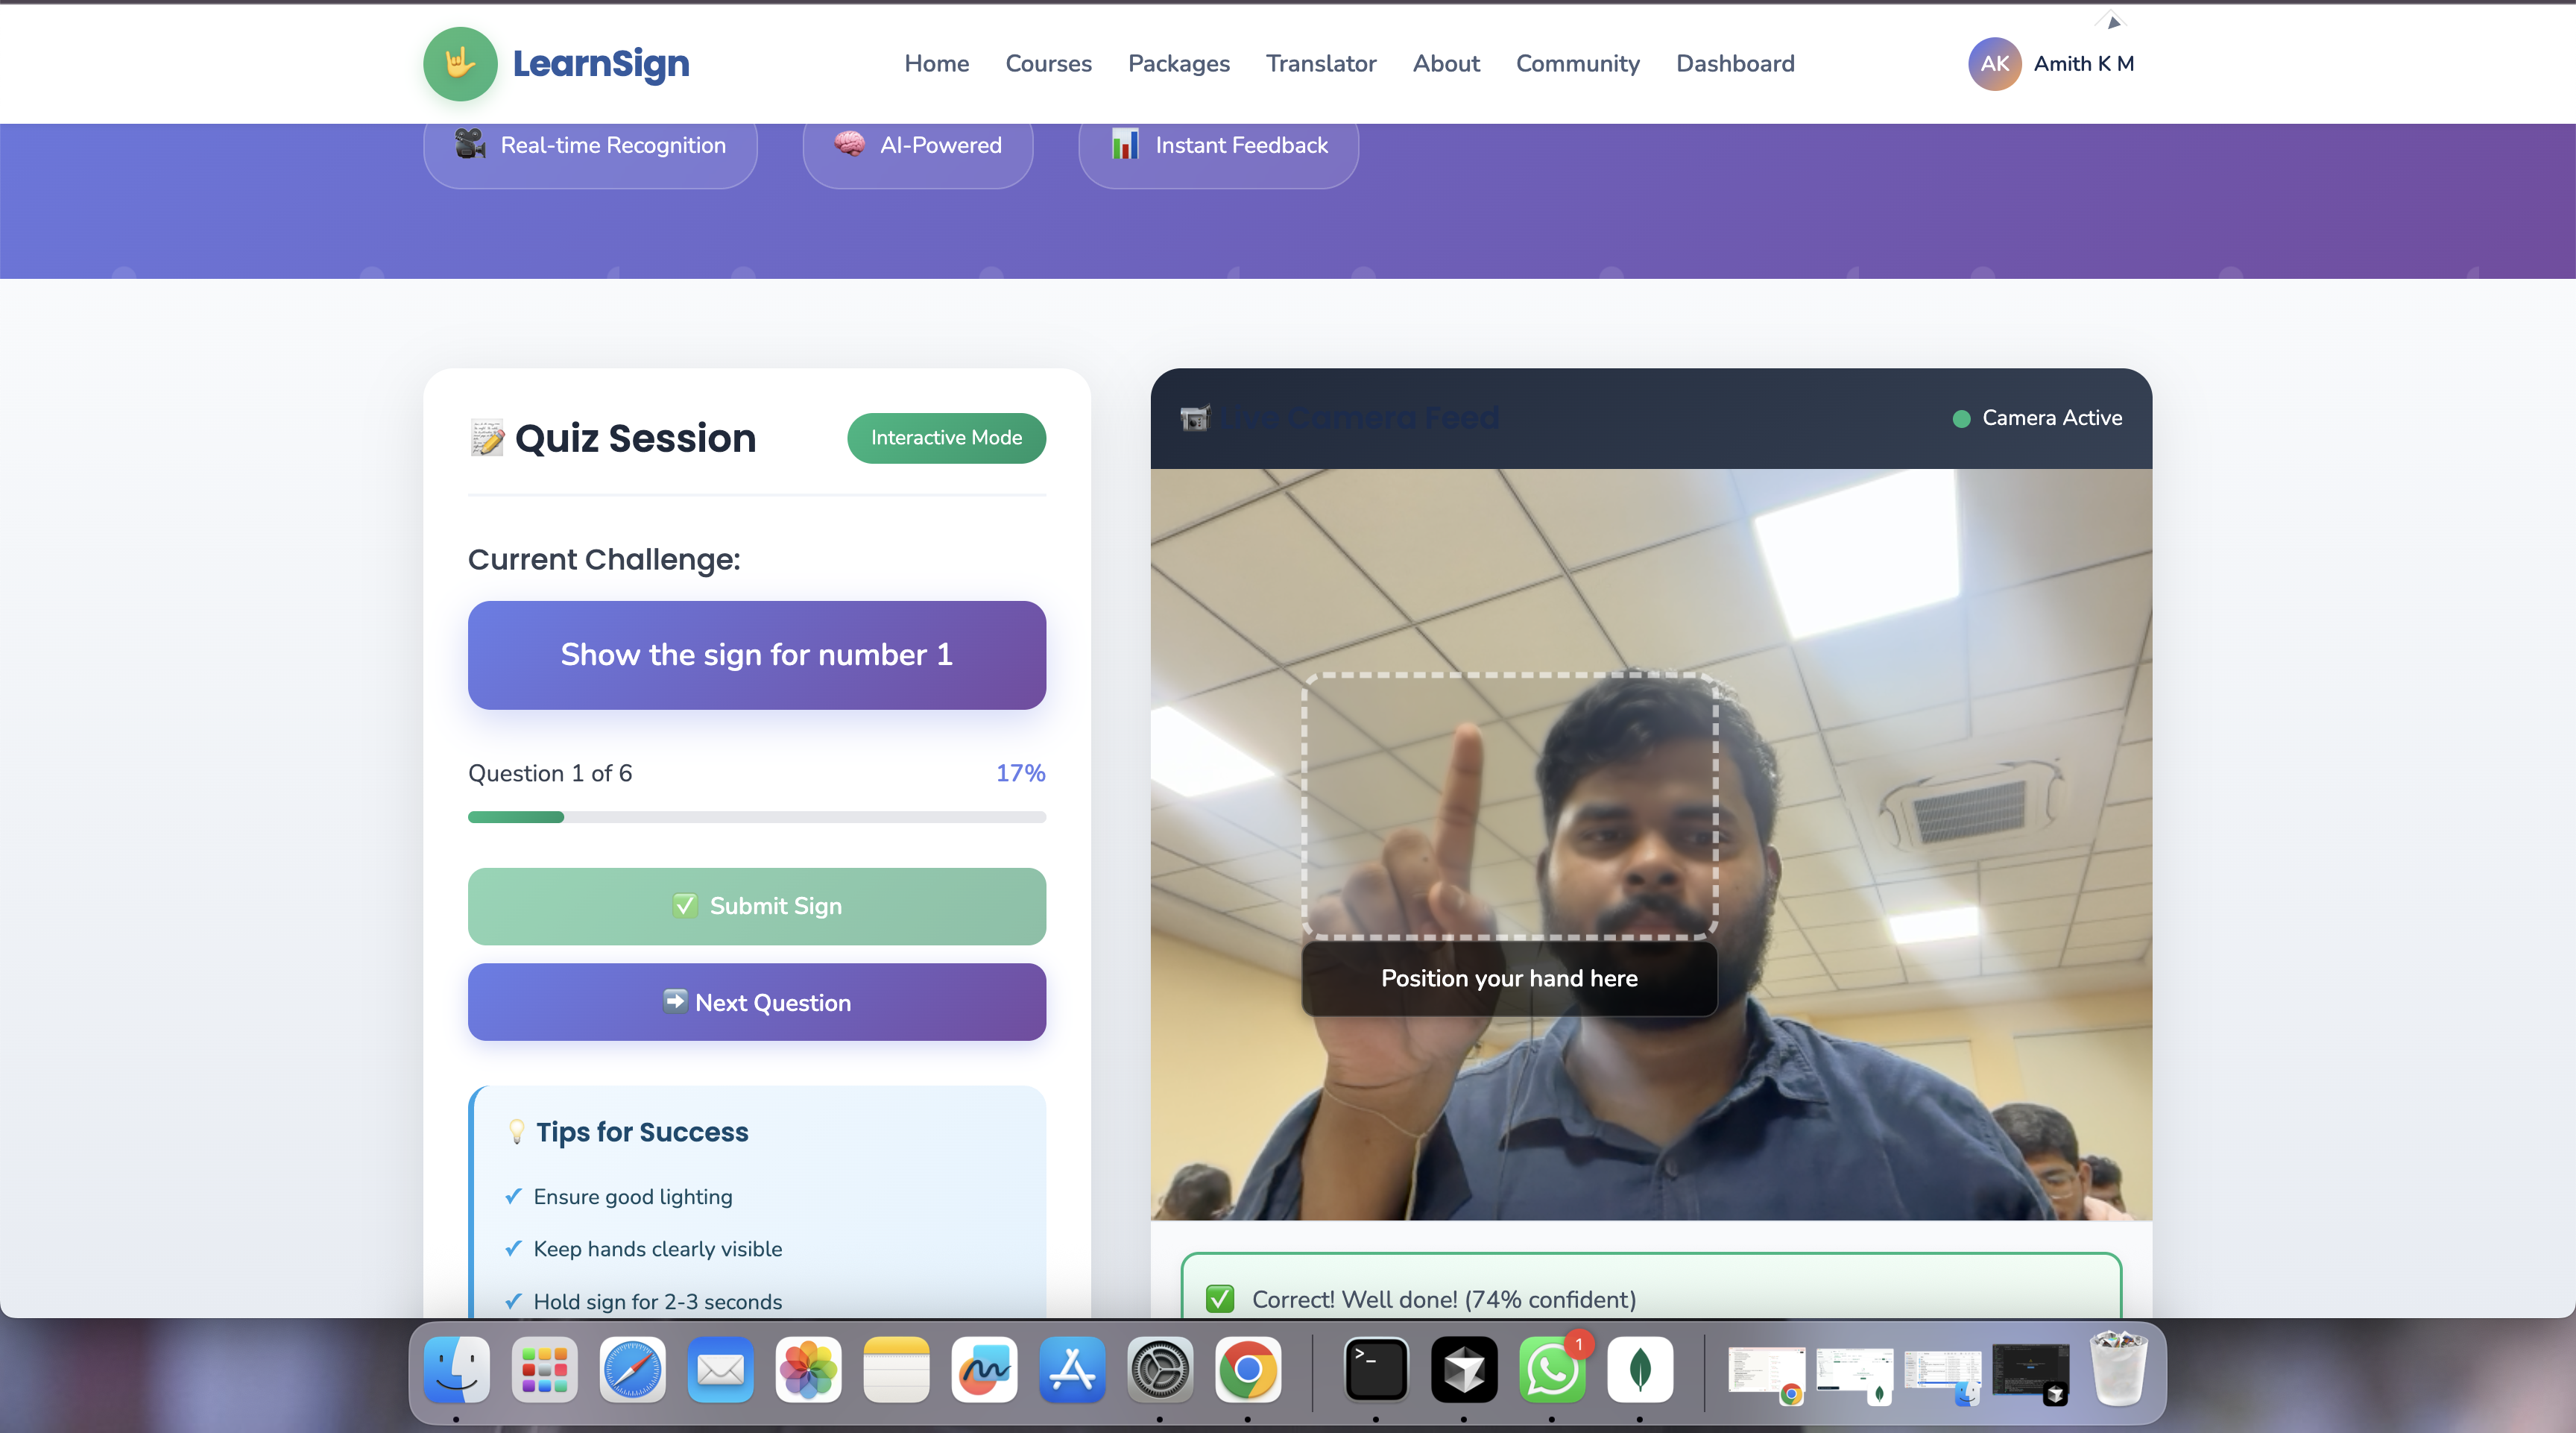 LearnSign
Home Courses Packages Translator About Community Dashboard
AK Amith K M
Real-time Recognition
AI-Powered
Instant Feedback
Quiz Session
Interactive Mode
Current Challenge:
Show the sign for number 1
Question 1 of 6
17%
Submit Sign
Next Question
Tips for Success
✓ Ensure good lighting
✓ Keep hands clearly visible
✓ Hold sign for 2-3 seconds
Live Camera Feed
Camera Active
Position your hand here
Correct! Well done! (74% confident)
>_
1